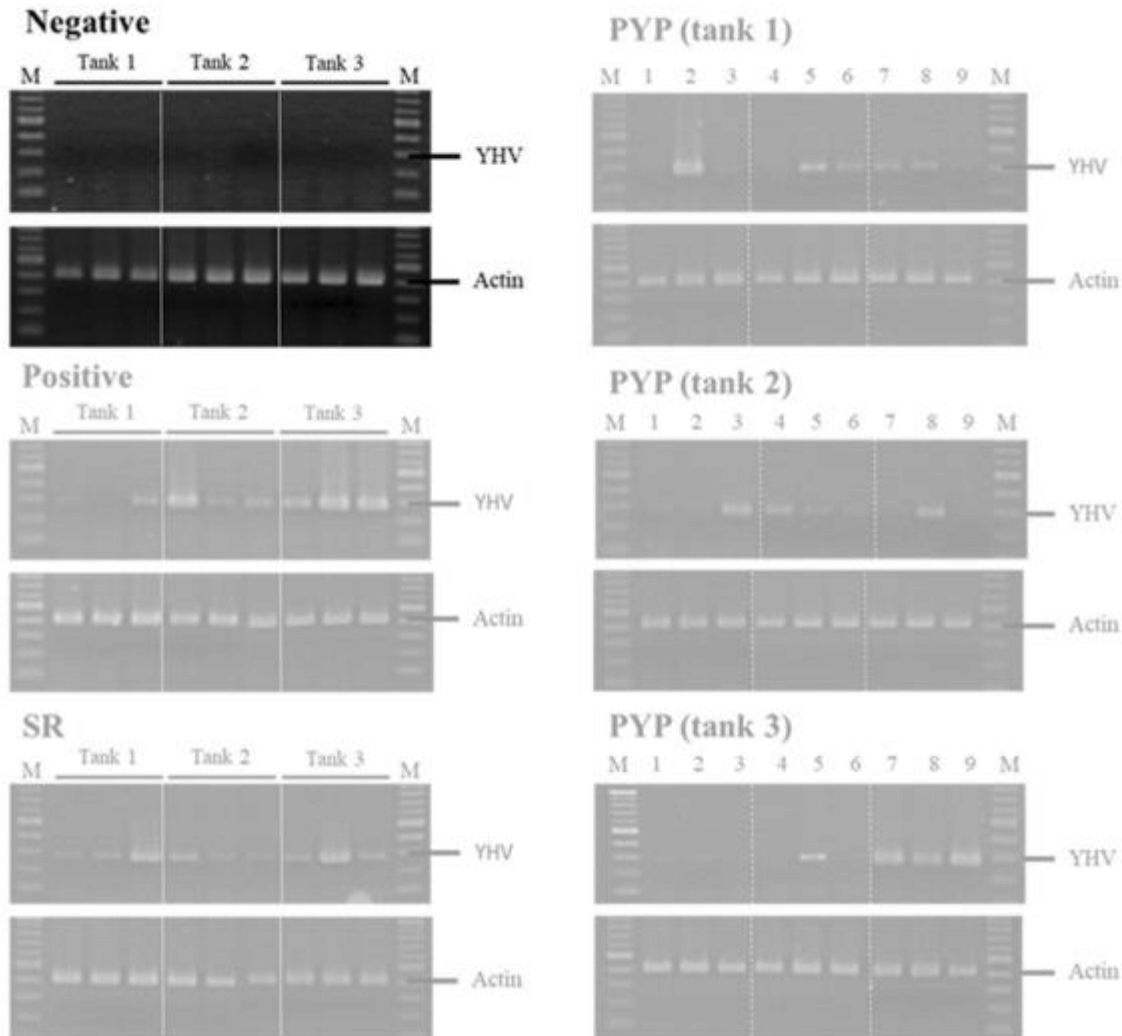 Negative
M Tank 1 Tank 2 Tank 3 M
YHV
Actin
Positive
M Tank 1 Tank 2 Tank 3 M
YHV
Actin
SR
M Tank 1 Tank 2 Tank 3 M
YHV
Actin
PYP (tank 1)
M 1 2 3 4 5 6 7 8 9 M
YHV
Actin
PYP (tank 2)
M 1 2 3 4 5 6 7 8 9 M
YHV
Actin
PYP (tank 3)
M 1 2 3 4 5 6 7 8 9 M
YHV
Actin